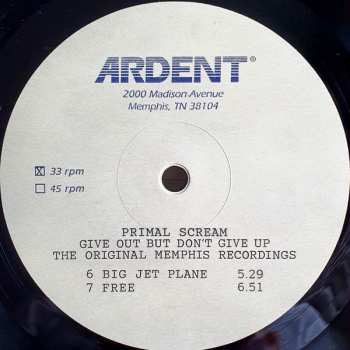 ARDENT®
2000 Madison Avenue
Memphis, TN 38104
☒ 33 rpm
☐ 45 rpm
PRIMAL SCREAM
GIVE OUT BUT DON'T GIVE UP
THE ORIGINAL MEMPHIS RECORDINGS
6 BIG JET PLANE 5.29
7 FREE 6.51